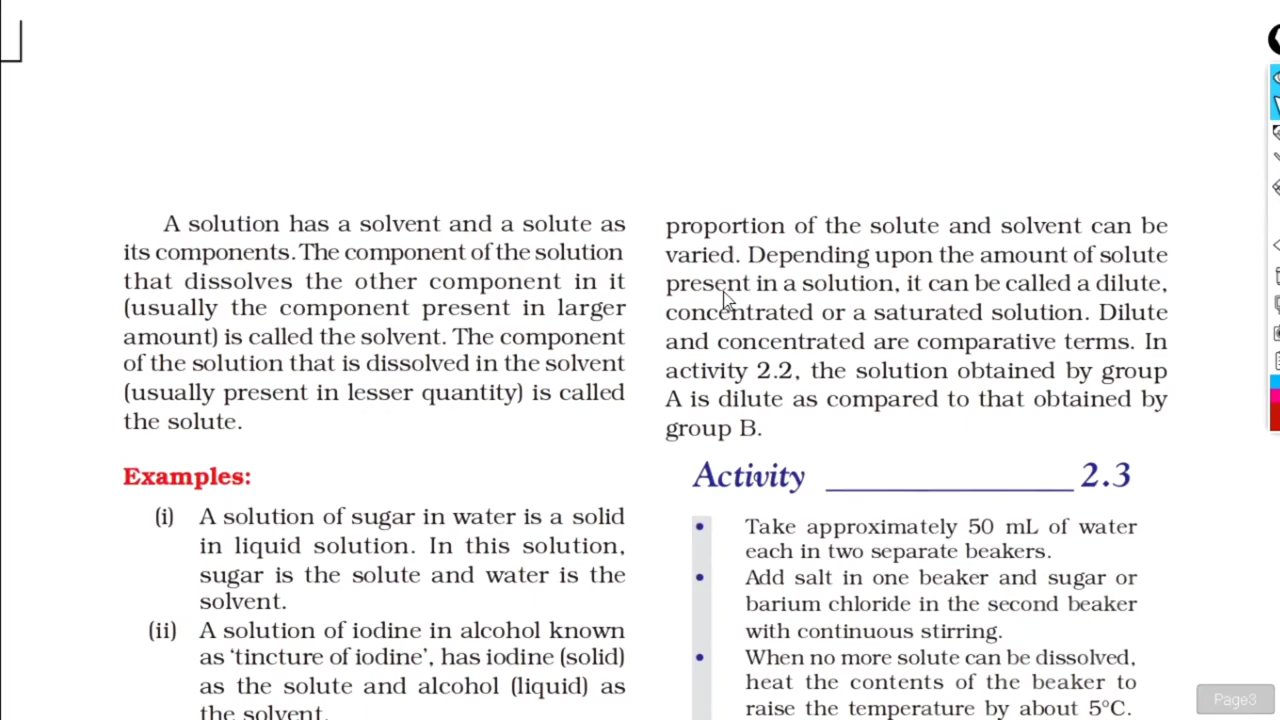 A solution has a solvent and a solute as
its components. The component of the solution
that dissolves the other component in it
(usually the component present in larger
amount) is called the solvent. The component
of the solution that is dissolved in the solvent
(usually present in lesser quantity) is called
the solute.
Examples:
(i) A solution of sugar in water is a solid
in liquid solution. In this solution,
sugar is the solute and water is the
solvent.
(ii) A solution of iodine in alcohol known
as ‘tincture of iodine’, has iodine (solid)
as the solute and alcohol (liquid) as
the solvent.
proportion of the solute and solvent can be
varied. Depending upon the amount of solute
present in a solution, it can be called a dilute,
concentrated or a saturated solution. Dilute
and concentrated are comparative terms. In
activity 2.2, the solution obtained by group
A is dilute as compared to that obtained by
group B.
Activity ____________________ 2.3
• Take approximately 50 mL of water
each in two separate beakers.
• Add salt in one beaker and sugar or
barium chloride in the second beaker
with continuous stirring.
• When no more solute can be dissolved,
heat the contents of the beaker to
raise the temperature by about 5°C.
Page3